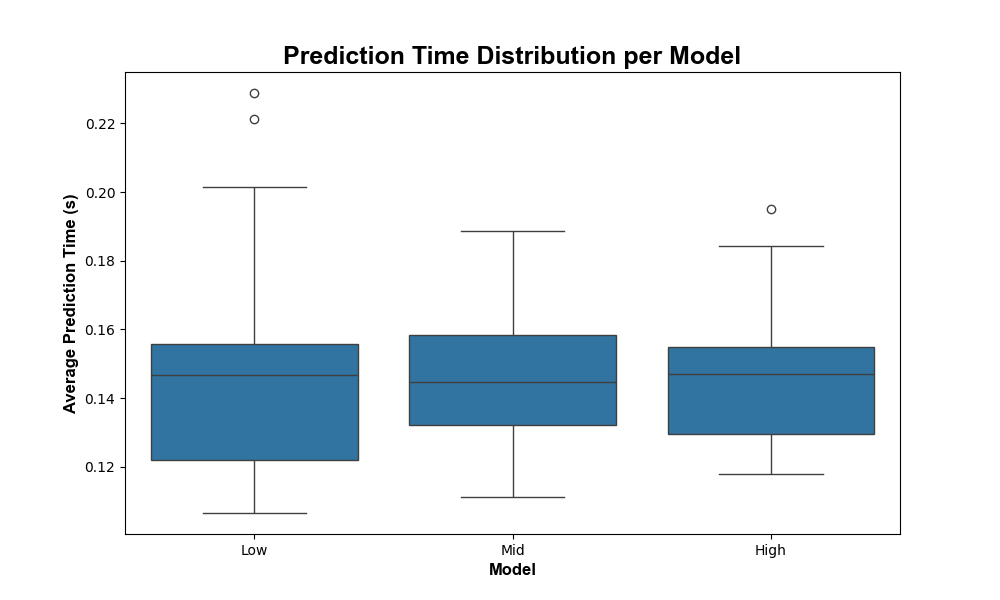 Prediction Time Distribution per Model
Average Prediction Time (s)
0.22
0.20
0.18
0.16
0.14
0.12
Low Mid High
Model